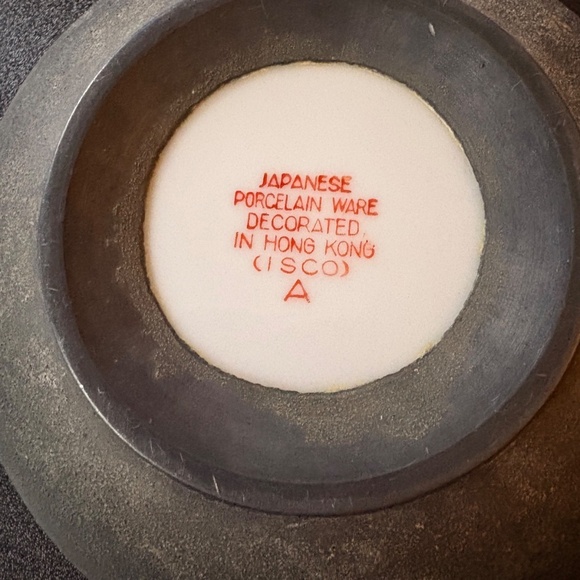 JAPANESE
PORCELAIN WARE
DECORATED
IN HONG KONG
(ISCO)
A